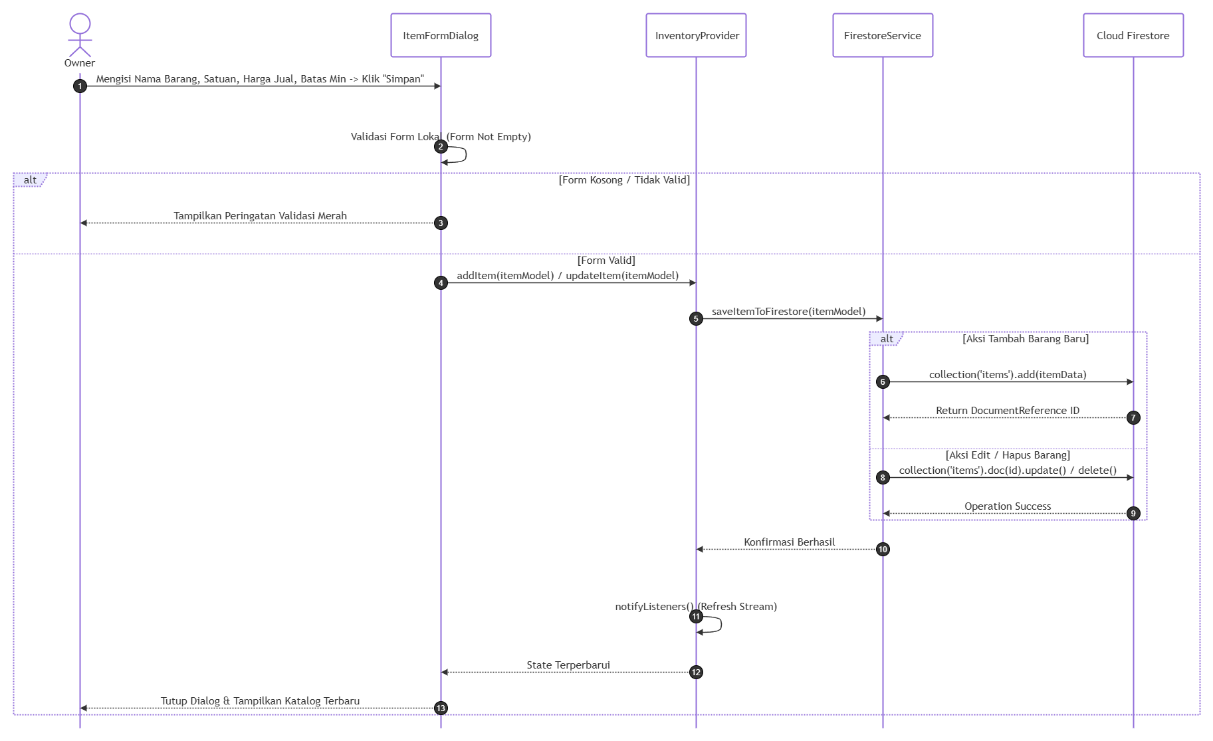 Owner
ItemFormDialog
InventoryProvider
FirestoreService
Cloud Firestore
1
Mengisi Nama Barang, Satuan, Harga Jual, Batas Min -> Klik "Simpan"
Validasi Form Lokal (Form Not Empty)
2
alt
[Form Kosong / Tidak Valid]
Tampilkan Peringatan Validasi Merah
3
[Form Valid]
4
addItem(itemModel) / updateItem(itemModel)
5
saveItemToFirestore(itemModel)
alt
[Aksi Tambah Barang Baru]
6
collection('items').add(itemData)
Return DocumentReference ID
7
[Aksi Edit / Hapus Barang]
8
collection('items').doc(id).update() / delete()
Operation Success
9
Konfirmasi Berhasil
10
notifyListeners() (Refresh Stream)
11
State Terperbarui
12
Tutup Dialog & Tampilkan Katalog Terbaru
13